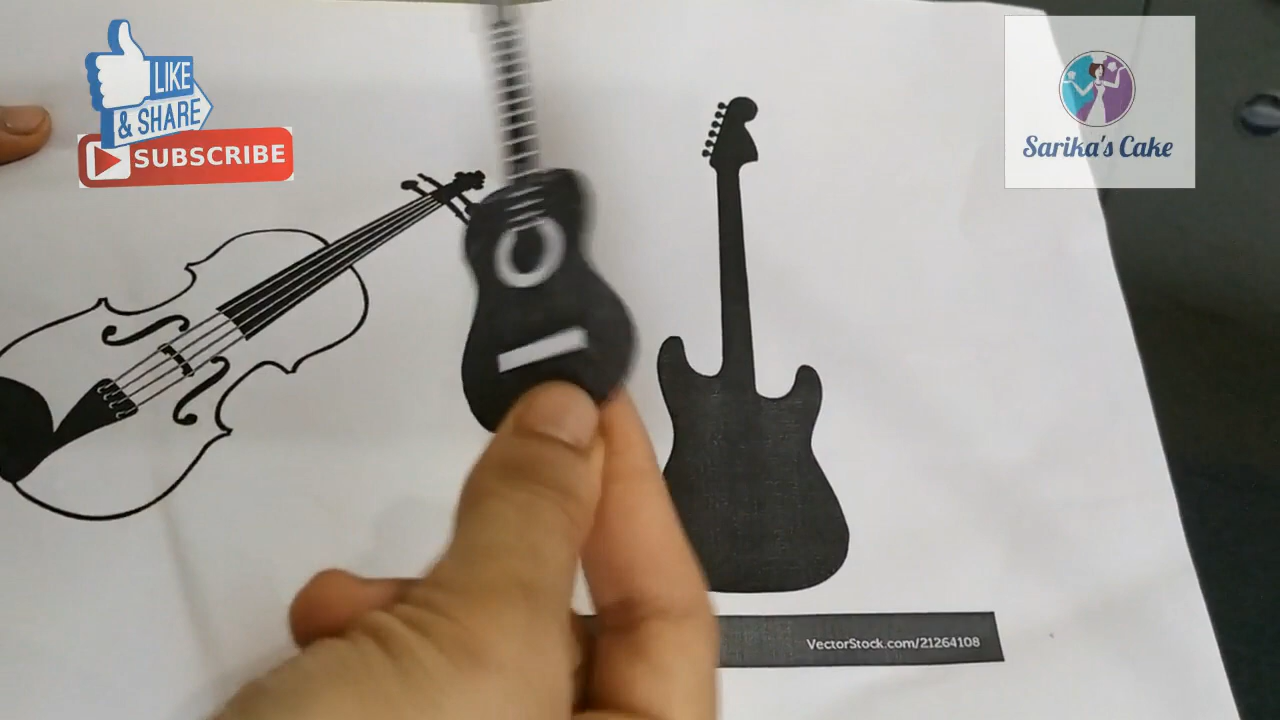 LIKE
& SHARE
SUBSCRIBE
Sarika's Cake
VectorStock.com/21264108